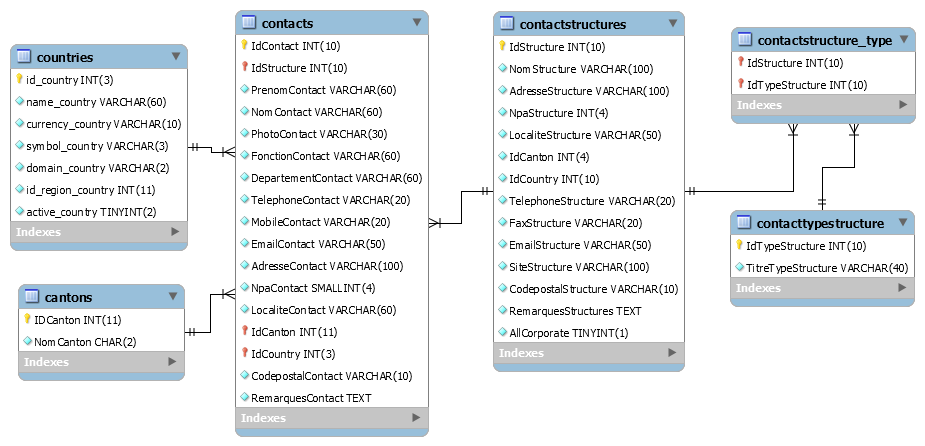 countries
id_country INT(3)
name_country VARCHAR(60)
currency_country VARCHAR(10)
symbol_country VARCHAR(3)
domain_country VARCHAR(2)
id_region_country INT(11)
active_country TINYINT(2)
Indexes
cantons
IDCanton INT(11)
NomCanton CHAR(2)
Indexes
contacts
IdContact INT(10)
IdStructure INT(10)
PrenomContact VARCHAR(60)
NomContact VARCHAR(60)
PhotoContact VARCHAR(30)
FonctionContact VARCHAR(60)
DepartementContact VARCHAR(60)
TelephoneContact VARCHAR(20)
MobileContact VARCHAR(20)
EmailContact VARCHAR(50)
AdresseContact VARCHAR(100)
NpaContact SMALLINT(4)
LocaliteContact VARCHAR(60)
IdCanton INT(11)
IdCountry INT(3)
CodepostalContact VARCHAR(10)
RemarquesContact TEXT
Indexes
contactstructures
IdStructure INT(10)
NomStructure VARCHAR(100)
AdresseStructure VARCHAR(100)
NpaStructure INT(4)
LocaliteStructure VARCHAR(50)
IdCanton INT(4)
IdCountry INT(10)
TelephoneStructure VARCHAR(20)
FaxStructure VARCHAR(20)
EmailStructure VARCHAR(50)
SiteStructure VARCHAR(100)
CodepostalStructure VARCHAR(10)
RemarquesStructures TEXT
AllCorporate TINYINT(1)
Indexes
contactstructure_type
IdStructure INT(10)
IdTypeStructure INT(10)
Indexes
contacttypestructure
IdTypeStructure INT(10)
TitreTypeStructure VARCHAR(40)
Indexes